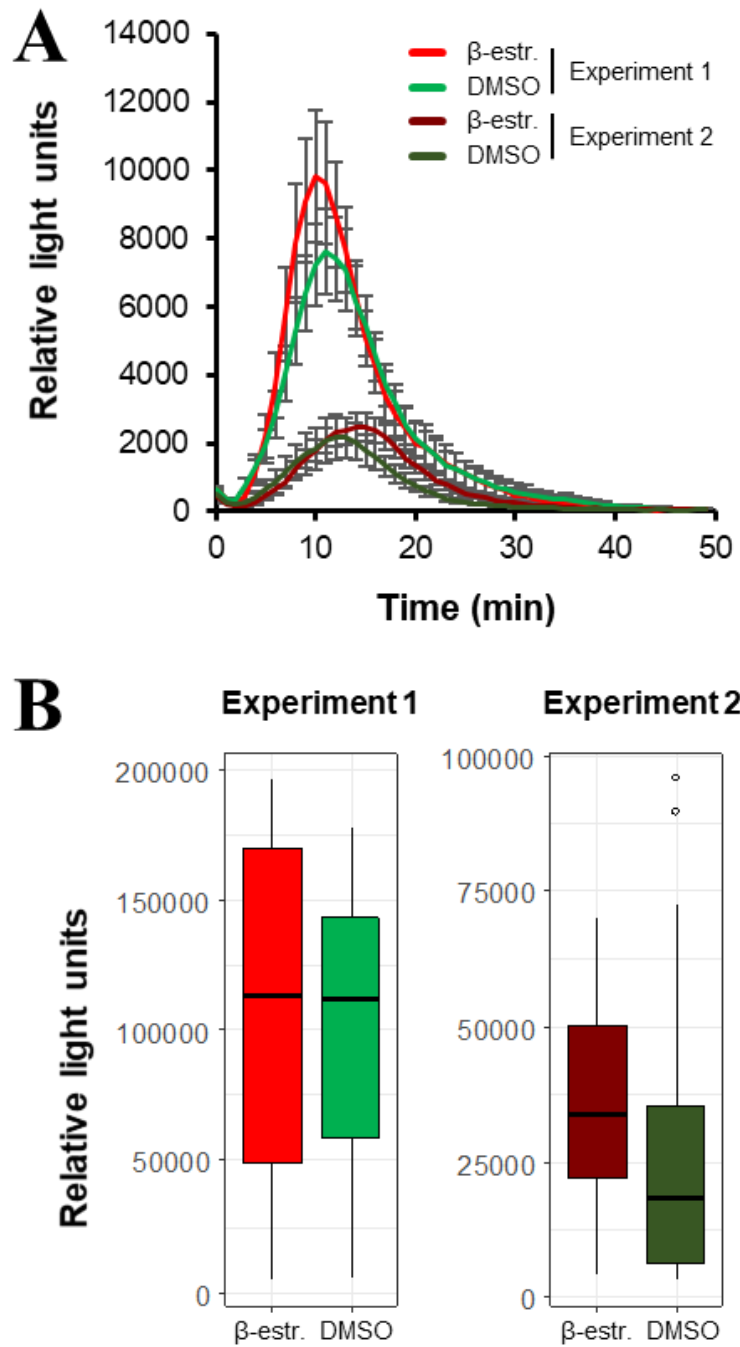 A
Relative light units
14000
12000
10000
8000
6000
4000
2000
0
β-estr.
DMSO
Experiment 1
β-estr.
DMSO
Experiment 2
0 10 20 30 40 50
Time (min)
B
Experiment 1
Relative light units
200000
150000
100000
50000
0
β-estr. DMSO
Experiment 2
100000
75000
50000
25000
0
β-estr. DMSO